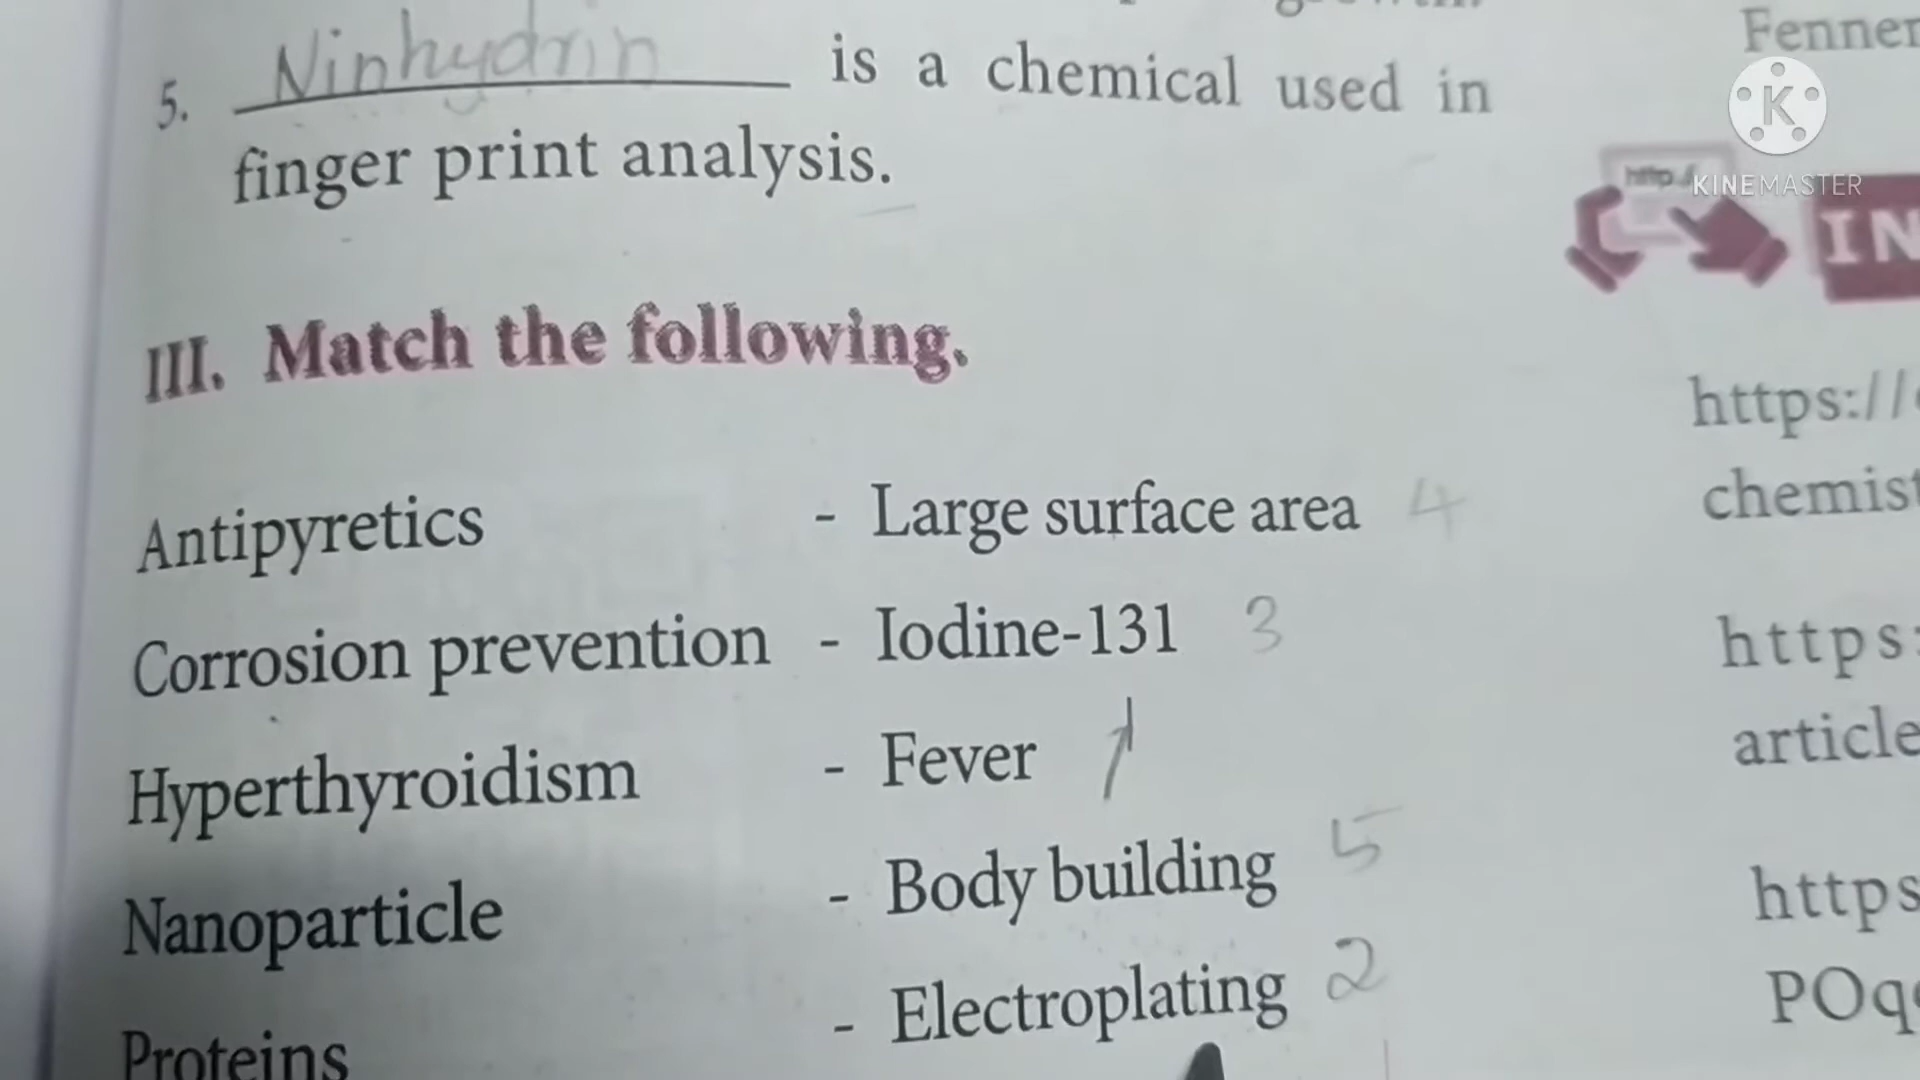 5. Ninhydrin is a chemical used in
finger print analysis.
III. Match the following.
Antipyretics - Large surface area 4
Corrosion prevention - Iodine-131 3
Hyperthyroidism - Fever 1
Nanoparticle - Body building 5
Proteins - Electroplating 2
Fenner
K
KINEMASTER
http:/
IN
https://
chemist
https:
article
https
POq